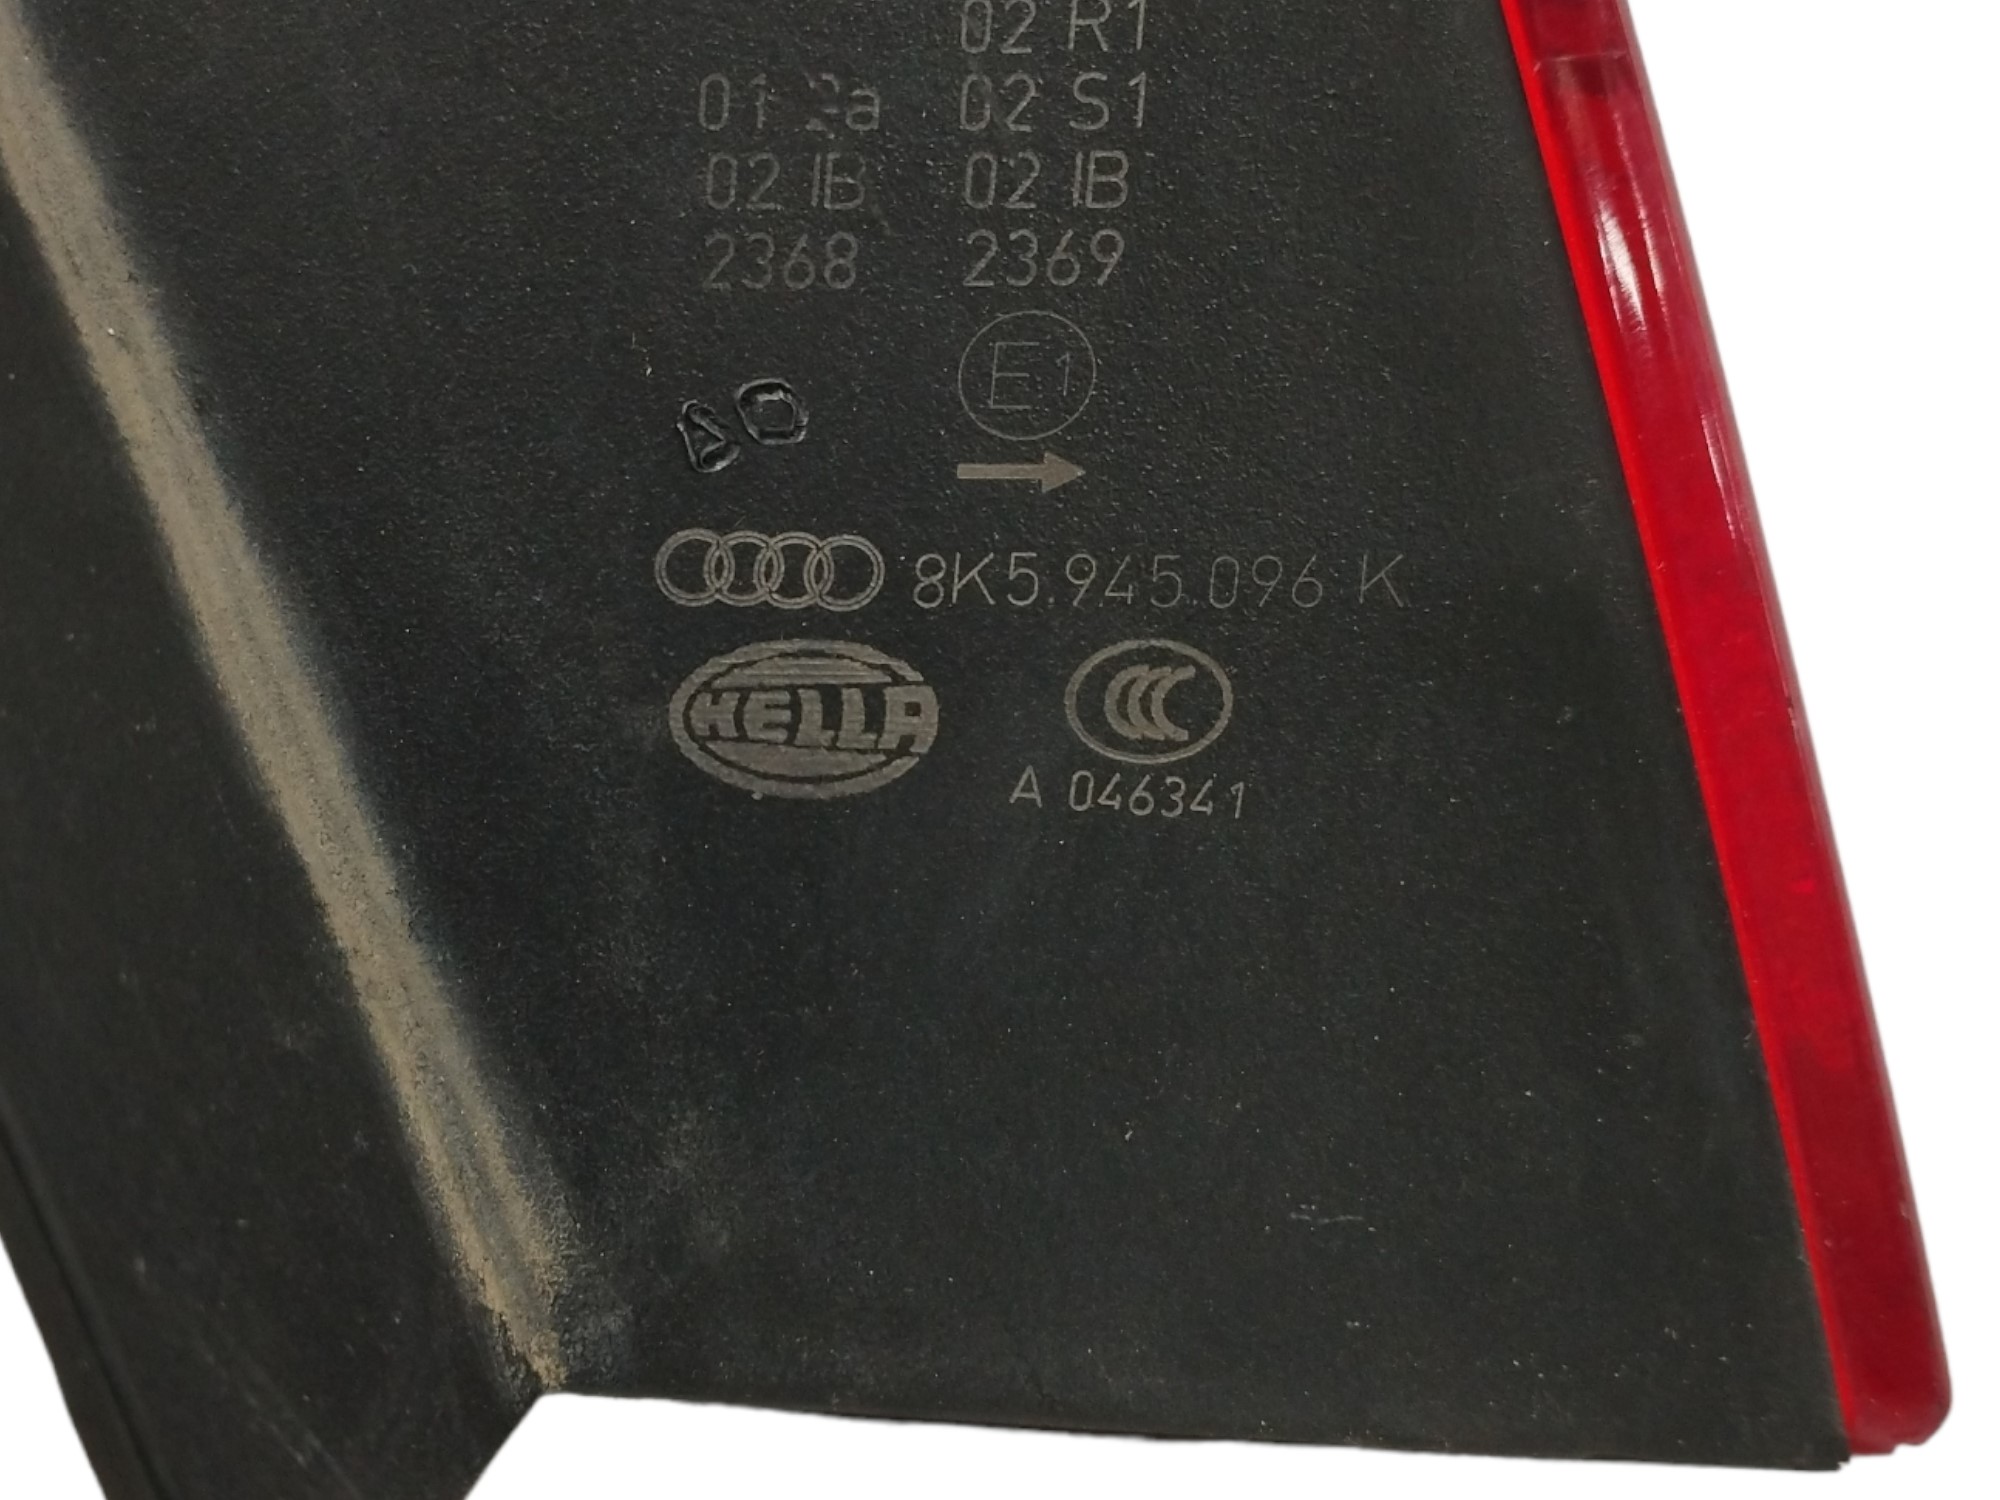 02 R1
01 2a 02 S1
02 IB 02 IB
2368 2369
E1
8K5.945.096 K
HELLA CCC
A 046341